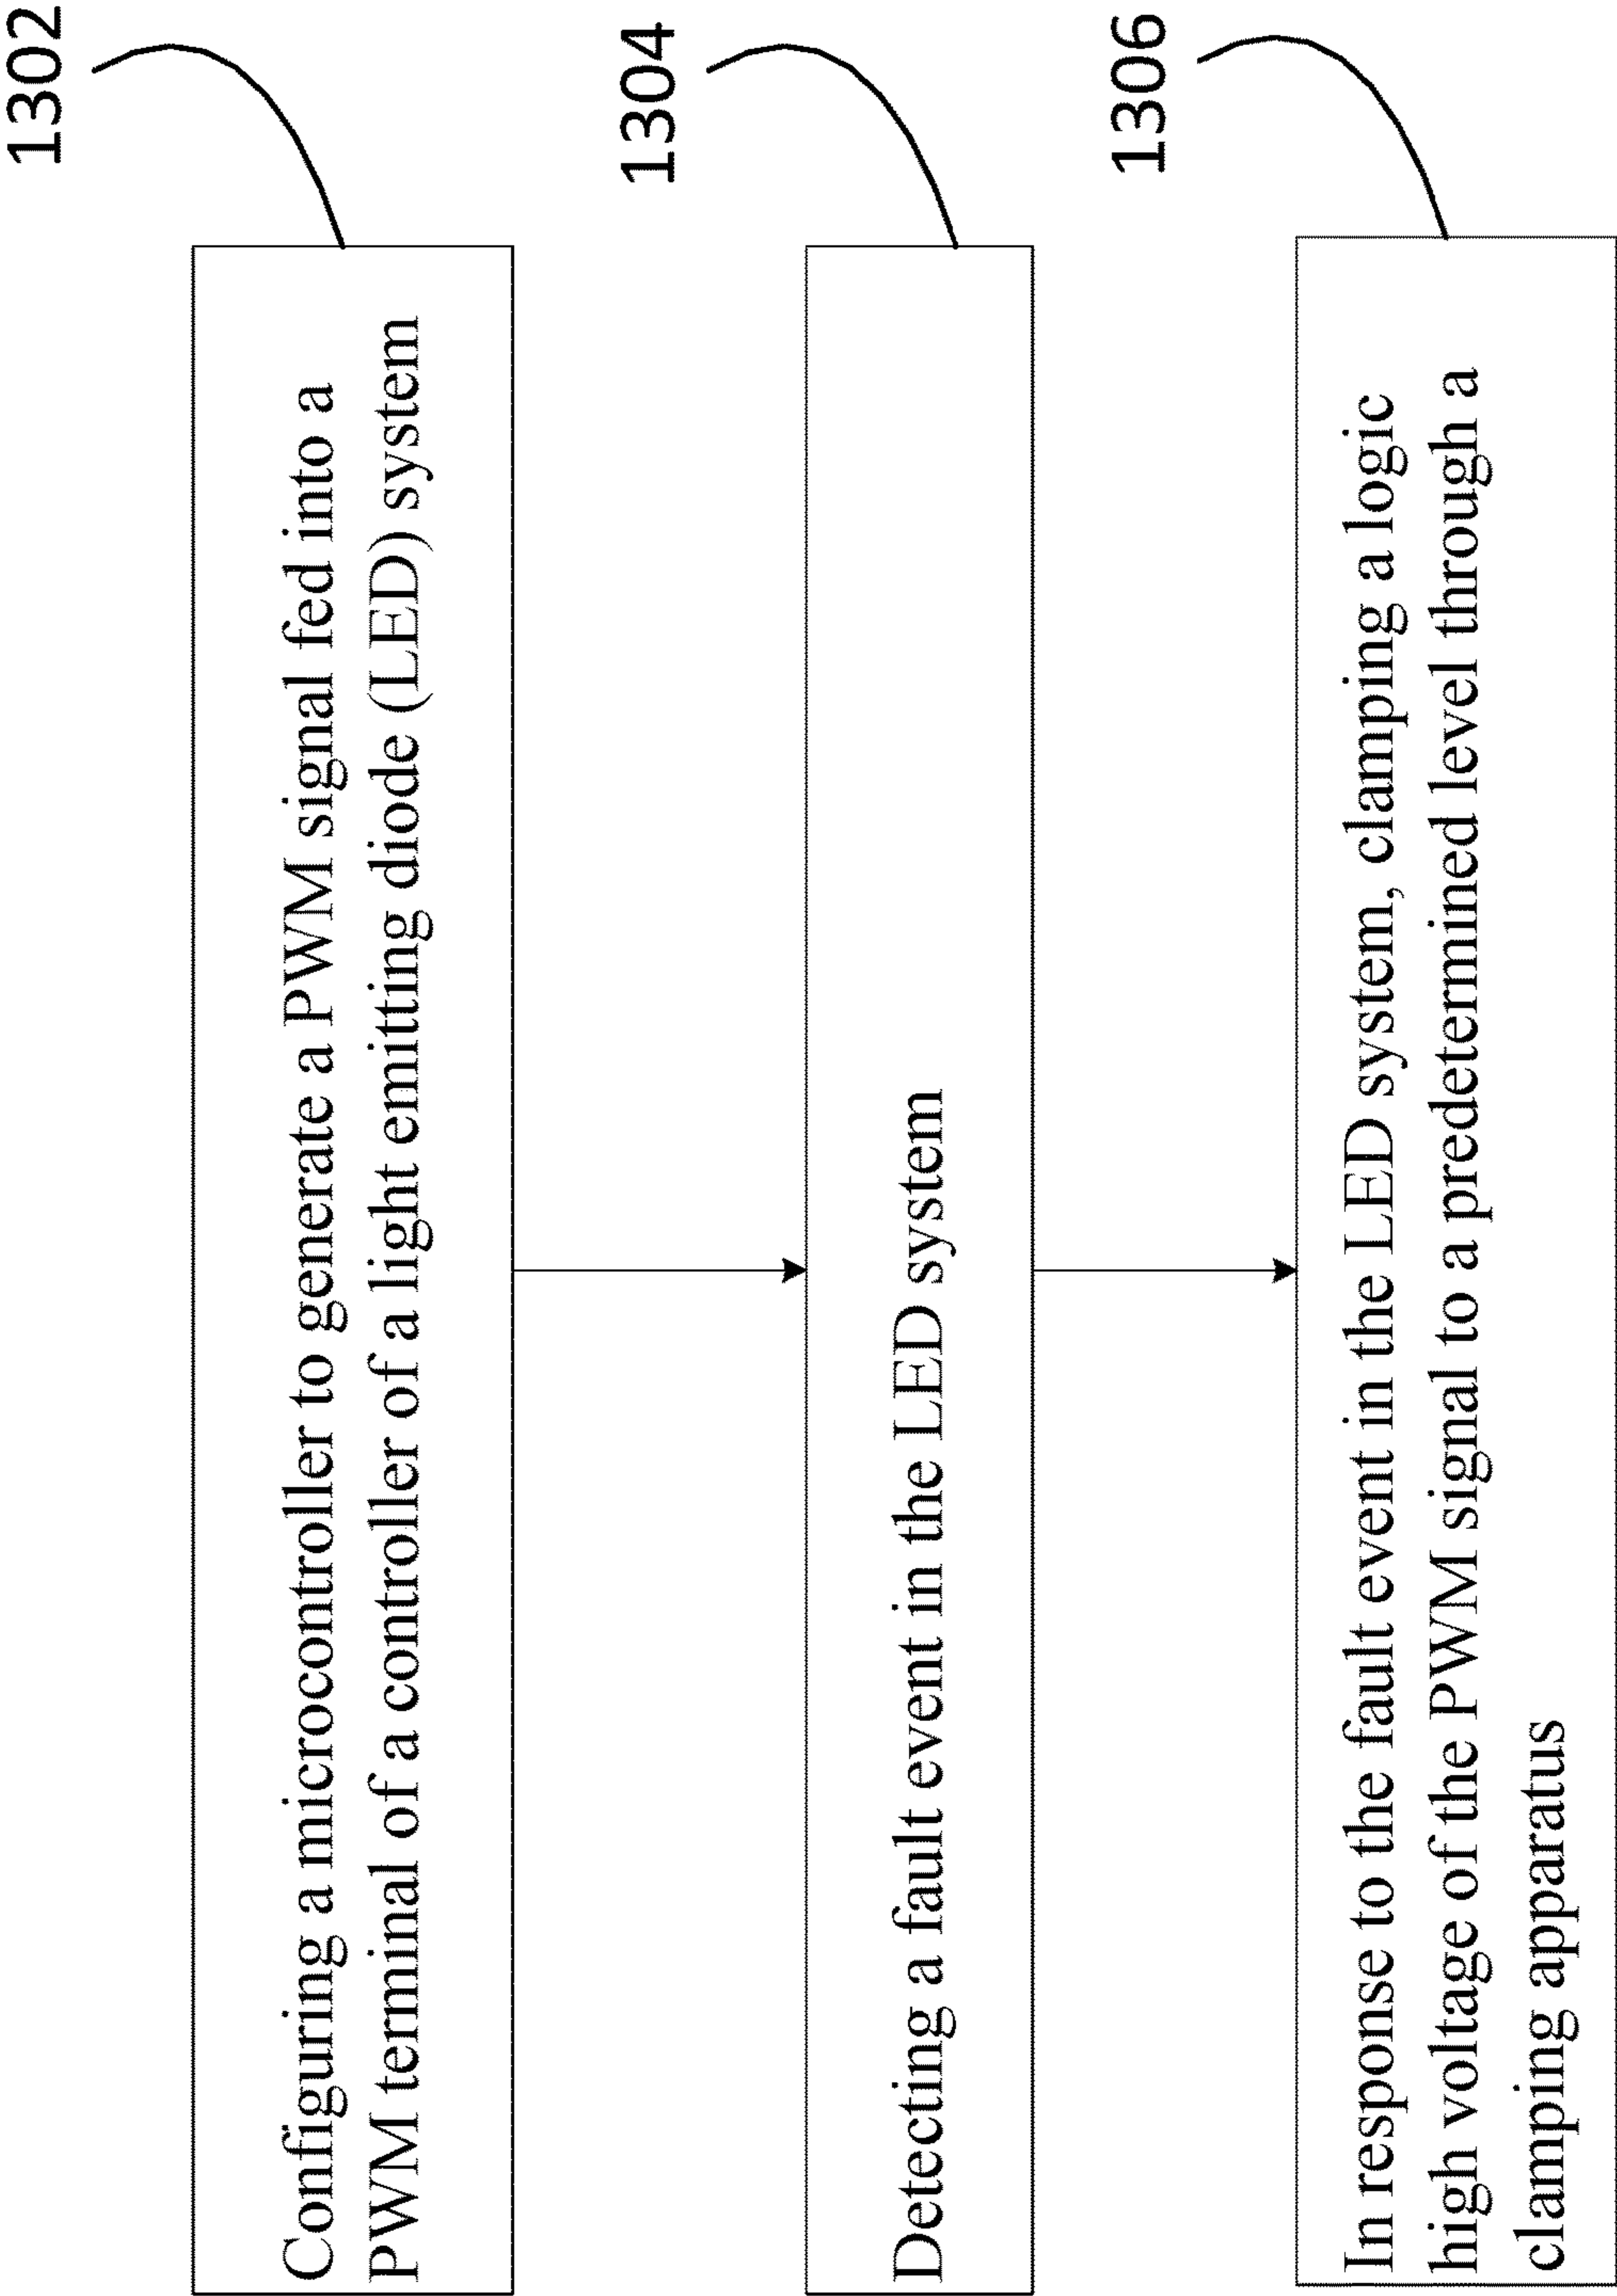 1302
Configuring a microcontroller to generate a PWM signal fed into a
PWM terminal of a controller of a light emitting diode (LED) system
1304
Detecting a fault event in the LED system
1306
In response to the fault event in the LED system, clamping a logic
high voltage of the PWM signal to a predetermined level through a
clamping apparatus